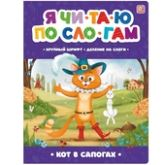 Я ЧИ·ТА·Ю
ПО СЛО·ГАМ
• КРУПНЫЙ ШРИФТ • ДЕЛЕНИЕ НА СЛОГИ •
КОТ В САПОГАХ